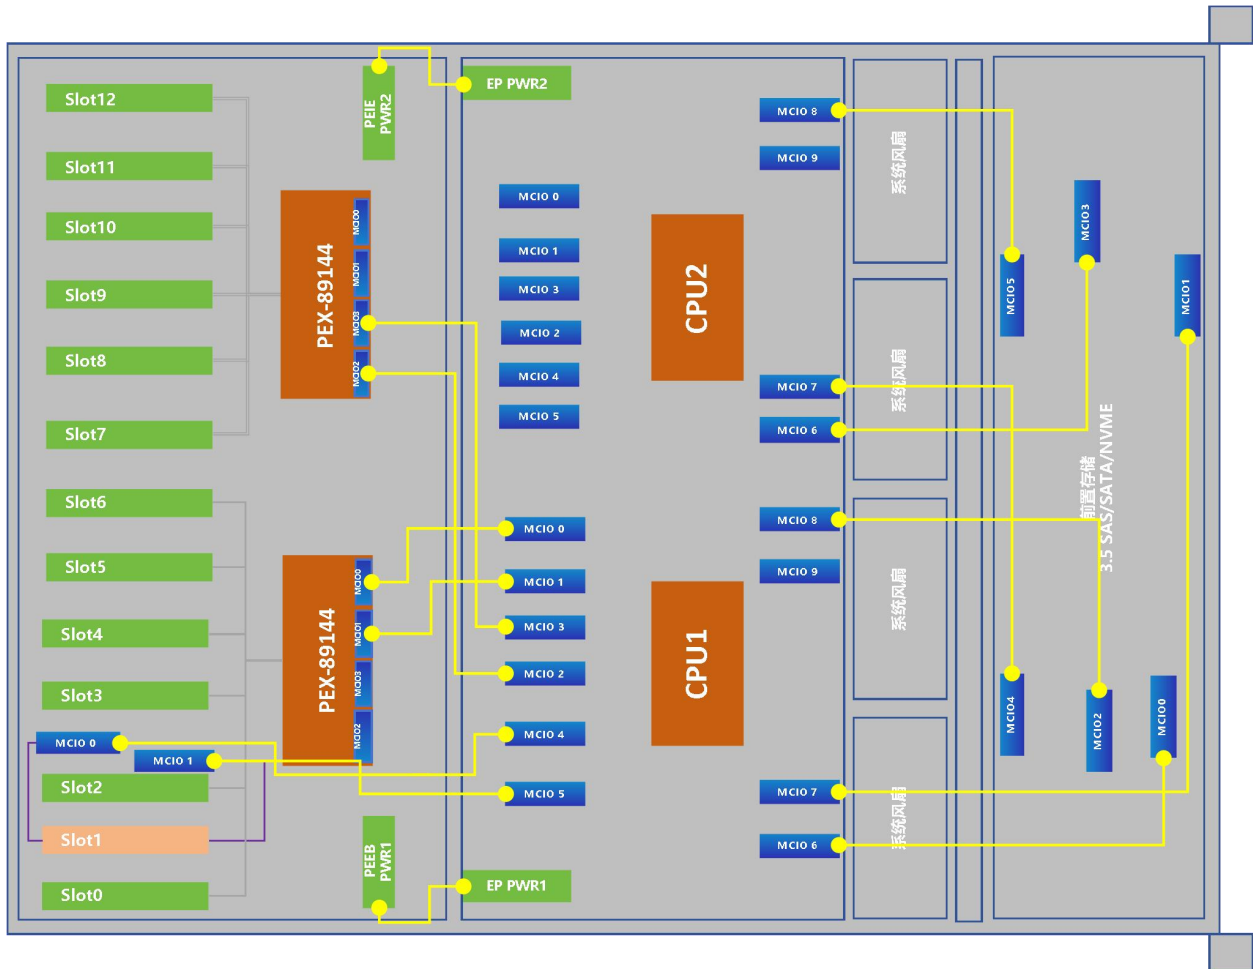 Slot12
Slot11
Slot10
Slot9
Slot8
Slot7
Slot6
Slot5
Slot4
Slot3
MCIO 0
MCIO 1
Slot2
Slot1
Slot0
PEIE
PWR2
PEX-89144
MCIO0
MCIO1
MCIO3
MCIO2
PEX-89144
MCIO0
MCIO1
MCIO3
MCIO2
PEEB
PWR1
EP PWR2
MCIO 0
MCIO 1
MCIO 3
MCIO 2
MCIO 4
MCIO 5
MCIO 0
MCIO 1
MCIO 3
MCIO 2
MCIO 4
MCIO 5
EP PWR1
CPU2
CPU1
MCIO 8
MCIO 9
MCIO 7
MCIO 6
MCIO 8
MCIO 9
MCIO 7
MCIO 6
系统风扇
系统风扇
系统风扇
系统风扇
MCIO5
MCIO3
MCIO1
前置存储
3.5 SAS/SATA/NVME
MCIO4
MCIO2
MCIO0